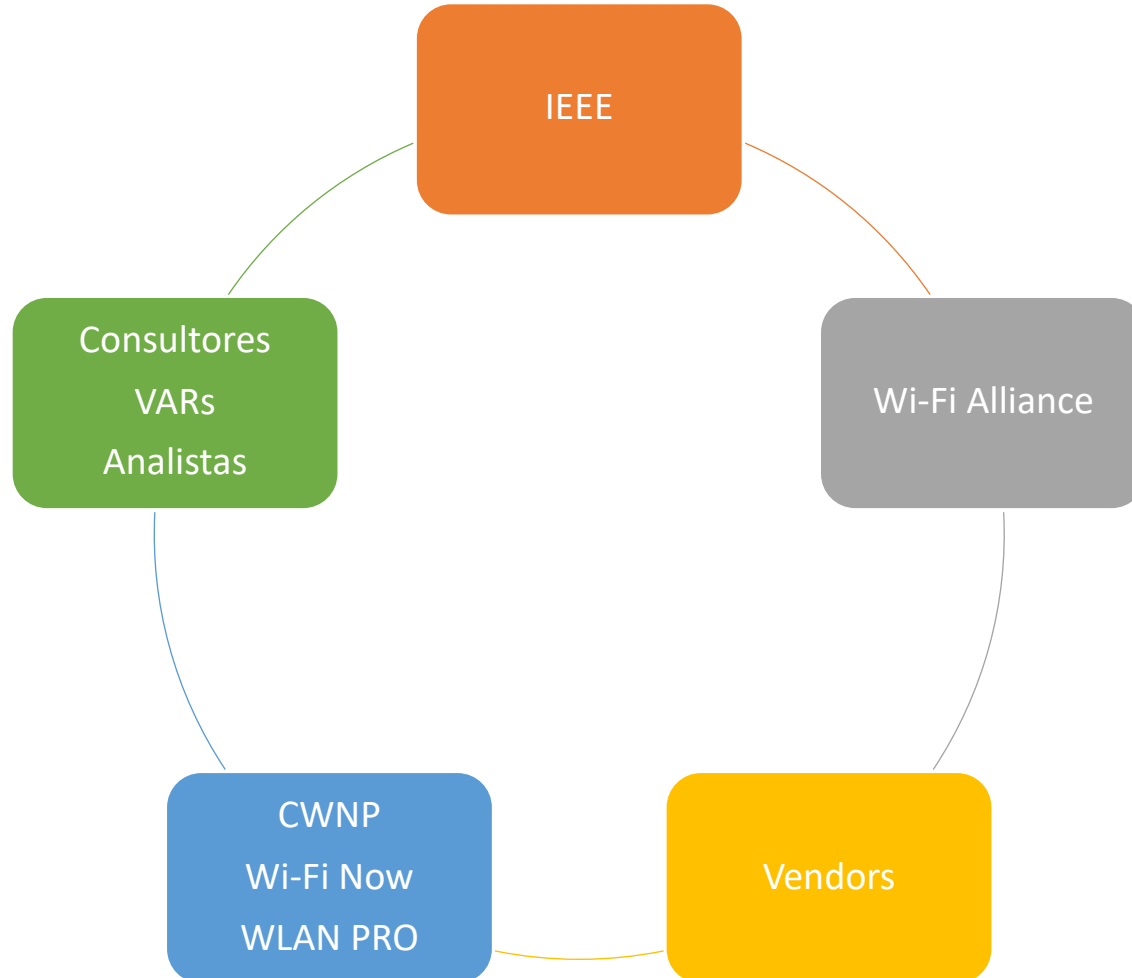 IEEE
Wi-Fi Alliance
Vendors
CWNP
Wi-Fi Now
WLAN PRO
Consultores
VARs
Analistas